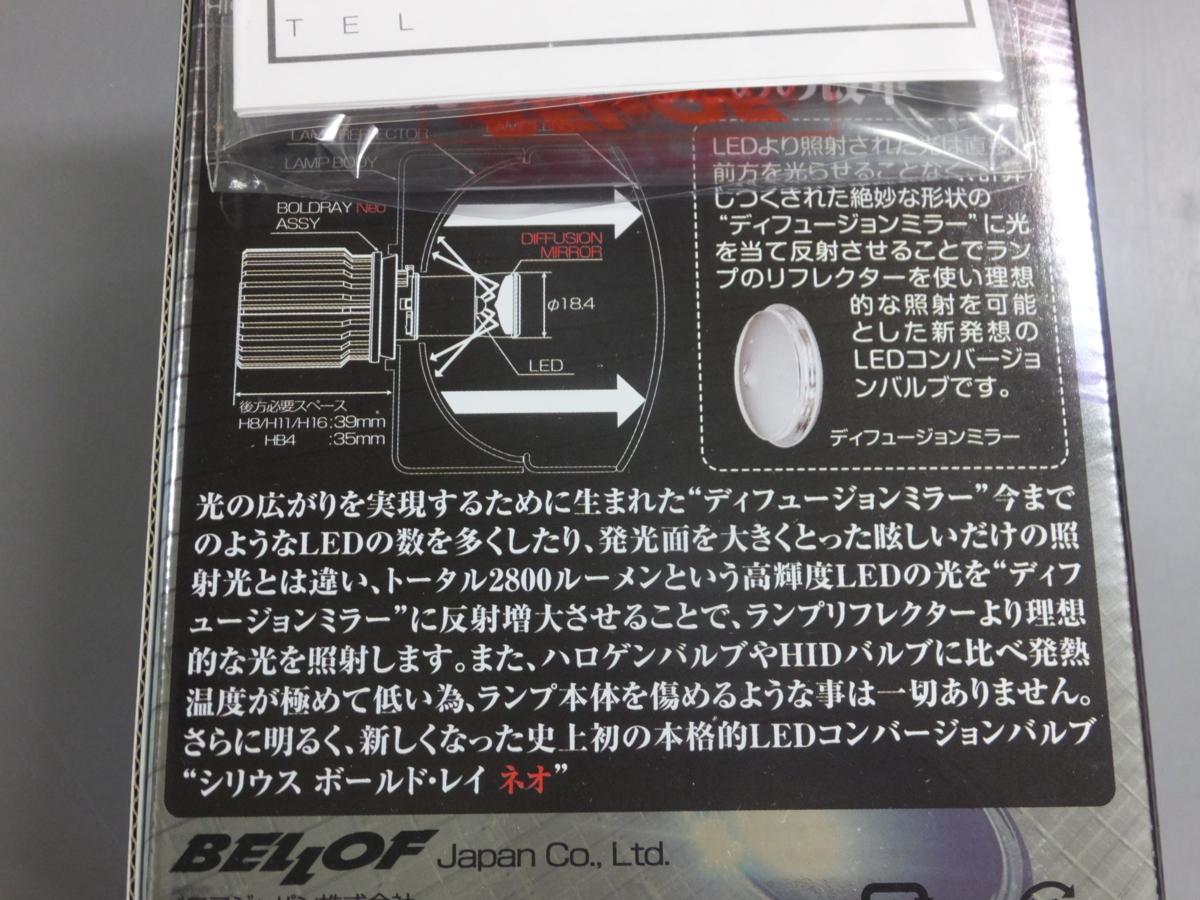 TEL
LAMP REFLECTOR
LAMP BODY
BOLDRAY Neo
ASSY
DIFFUSION
MIRROR
φ18.4
LED
後方必要スペース
H8/H11/H16:39mm
HB4 :35mm
LEDより照射された光は直
前方を光らせることなく、計算
しつくされた絶妙な形状の
“ディフュージョンミラー”に光
を当て反射させることでラン
プのリフレクターを使い理想
的な照射を可能
とした新発想の
LEDコンバージョ
ンバルブです。
ディフュージョンミラー
光の広がりを実現するために生まれた“ディフュージョンミラー”今まで
のようなLEDの数を多くしたり、発光面を大きくとった眩しいだけの照
射光とは違い、トータル2800ルーメンという高輝度LEDの光を“ディフ
ュージョンミラー”に反射増大させることで、ランプリフレクターより理想
的な光を照射します。また、ハロゲンバルブやHIDバルブに比べ発熱
温度が極めて低い為、ランプ本体を傷めるような事は一切ありません。
さらに明るく、新しくなった史上初の本格的LEDコンバージョンバルブ
“シリウス ボールド・レイ ネオ”
BELLOF Japan Co., Ltd.